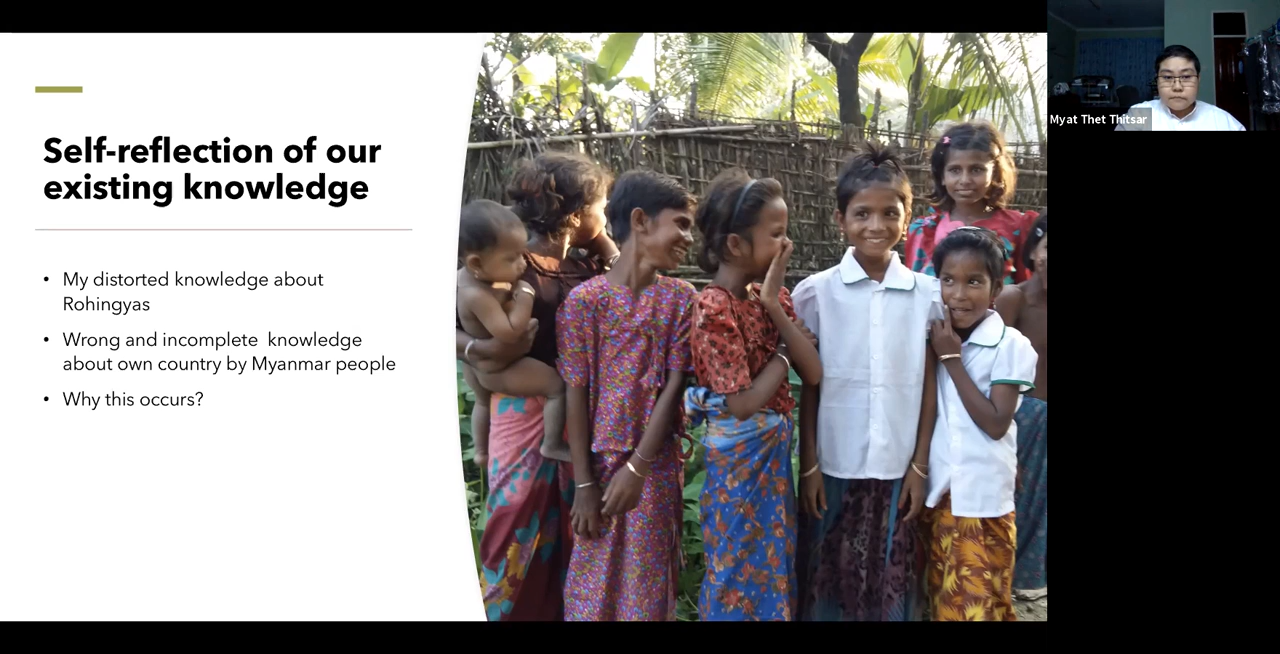 Self-reflection of our
existing knowledge
• My distorted knowledge about
Rohingyas
• Wrong and incomplete  knowledge
about own country by Myanmar people
• Why this occurs?
Myat Thet Thitsar